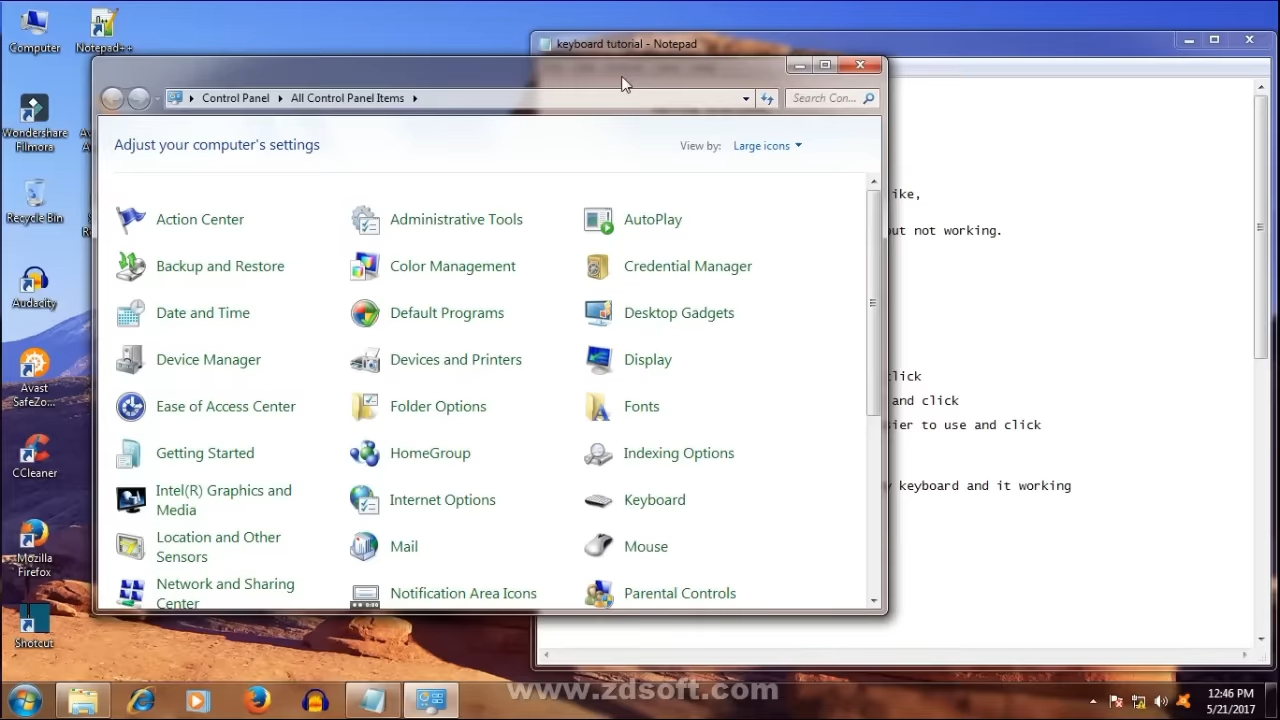 Computer
Notepad++
Wondershare
Filmora
Recycle Bin
Audacity
Avast
SafeZo...
CCleaner
Mozilla
Firefox
Shotcut
keyboard tutorial - Notepad
Control Panel
All Control Panel Items
Search Con...
Adjust your computer's settings
View by:
Large icons
Action Center
Administrative Tools
AutoPlay
Backup and Restore
Color Management
Credential Manager
Date and Time
Default Programs
Desktop Gadgets
Device Manager
Devices and Printers
Display
Ease of Access Center
Folder Options
Fonts
Getting Started
HomeGroup
Indexing Options
Intel(R) Graphics and
Media
Internet Options
Keyboard
Location and Other
Sensors
Mail
Mouse
Network and Sharing
Center
Notification Area Icons
Parental Controls
but not working.
click
and click
to use and click
keyboard and it working
www.zdsoft.com
12:46 PM
5/21/2017